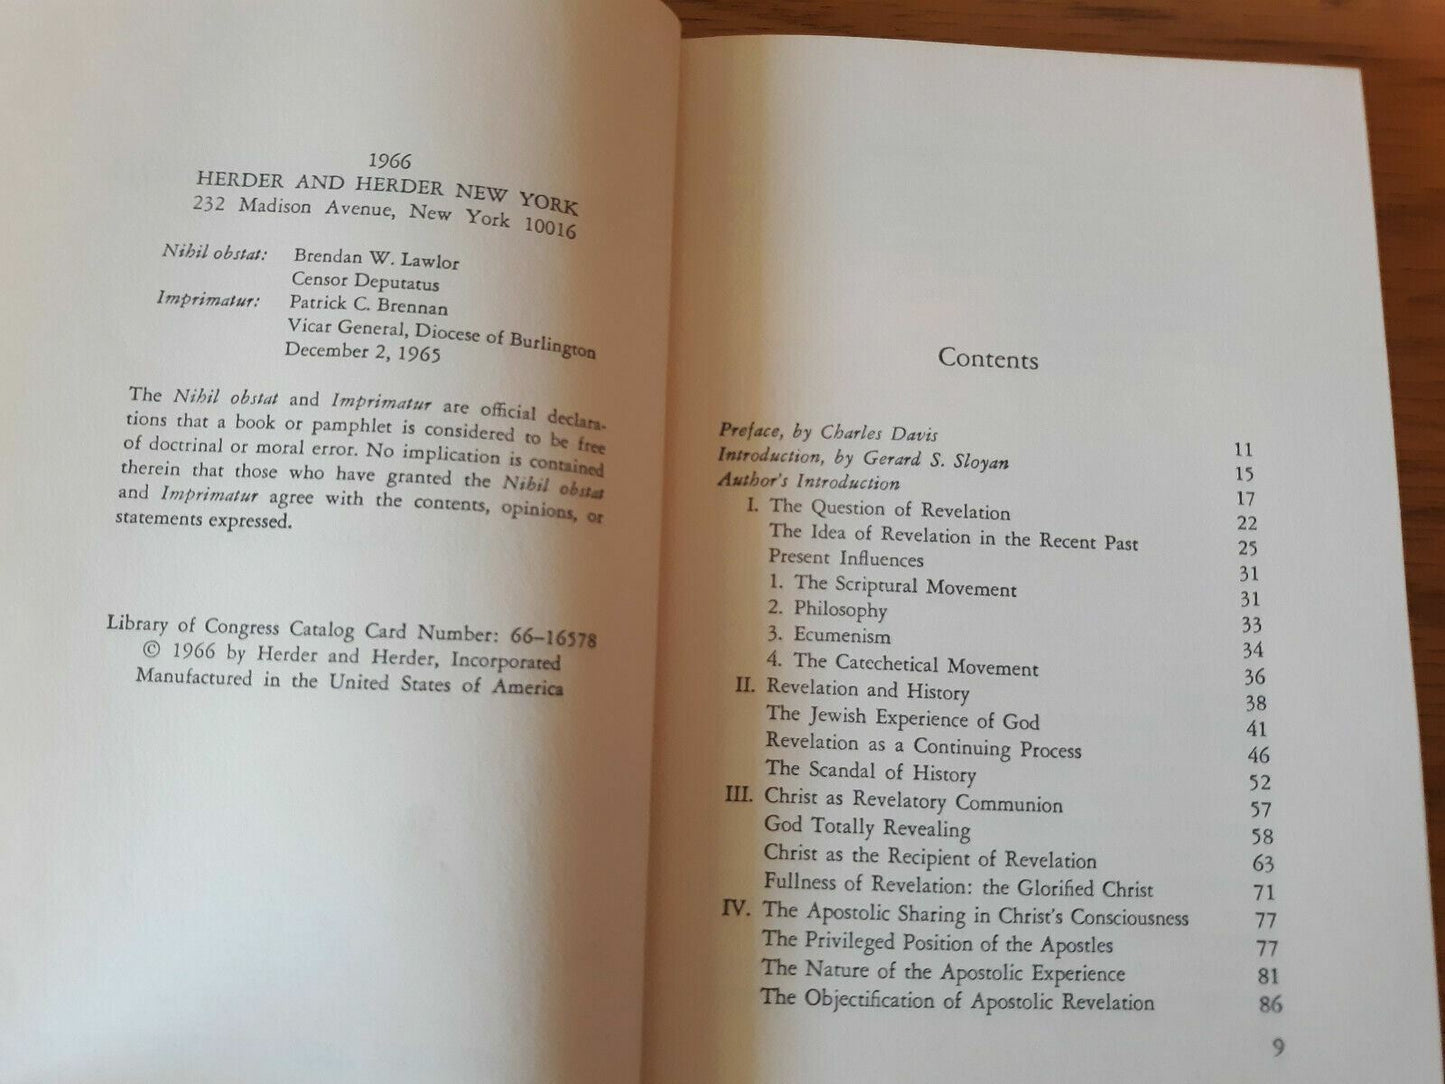 1966
HERDER AND HERDER NEW YORK
232 Madison Avenue, New York 10016
Nihil obstat: Brendan W. Lawlor
Censor Deputatus
Imprimatur: Patrick C. Brennan
Vicar General, Diocese of Burlington
December 2, 1965
The Nihil obstat and Imprimatur are official declara-
tions that a book or pamphlet is considered to be free
of doctrinal or moral error. No implication is contained
therein that those who have granted the Nihil obstat
and Imprimatur agree with the contents, opinions, or
statements expressed.
Library of Congress Catalog Card Number: 66–16578
© 1966 by Herder and Herder, Incorporated
Manufactured in the United States of America
Contents
Preface, by Charles Davis 11
Introduction, by Gerard S. Sloyan 15
Author's Introduction 17
I. The Question of Revelation 22
The Idea of Revelation in the Recent Past 25
Present Influences 31
1. The Scriptural Movement 31
2. Philosophy 33
3. Ecumenism 34
4. The Catechetical Movement 36
II. Revelation and History 38
The Jewish Experience of God 41
Revelation as a Continuing Process 46
The Scandal of History 52
III. Christ as Revelatory Communion 57
God Totally Revealing 58
Christ as the Recipient of Revelation 63
Fullness of Revelation: the Glorified Christ 71
IV. The Apostolic Sharing in Christ's Consciousness 77
The Privileged Position of the Apostles 77
The Nature of the Apostolic Experience 81
The Objectification of Apostolic Revelation 86
9